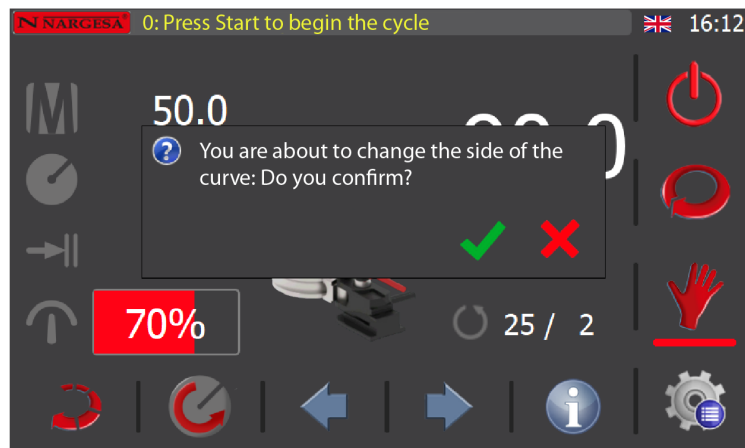 N NARGESA® 0: Press Start to begin the cycle 16:12
50.0
You are about to change the side of the
curve: Do you confirm?
70% 25 / 2